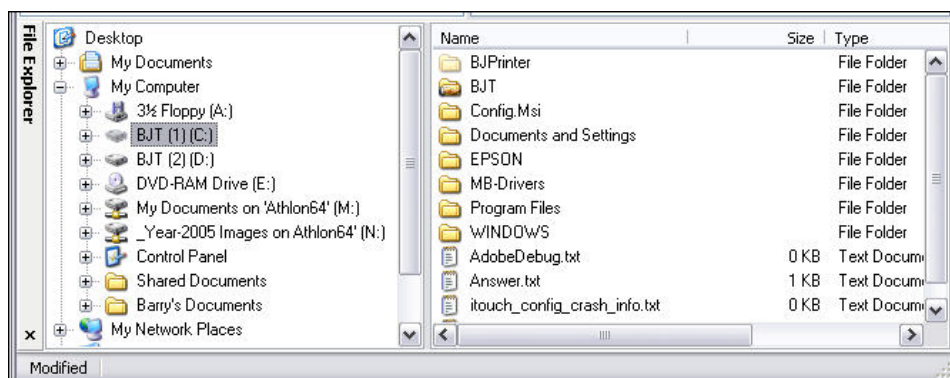 File Explorer
x
Desktop
My Documents
My Computer
3½ Floppy (A:)
BJT (1) (C:)
BJT (2) (D:)
DVD-RAM Drive (E:)
My Documents on 'Athlon64' (M:)
_Year-2005 Images on Athlon64' (N:)
Control Panel
Shared Documents
Barry's Documents
My Network Places
Name Size Type
BJPrinter File Folder
BJT File Folder
Config.Msi File Folder
Documents and Settings File Folder
EPSON File Folder
MB-Drivers File Folder
Program Files File Folder
WINDOWS File Folder
AdobeDebug.txt 0 KB Text Docum
Answer.txt 1 KB Text Docum
itouch_config_crash_info.txt 0 KB Text Docum
Modified